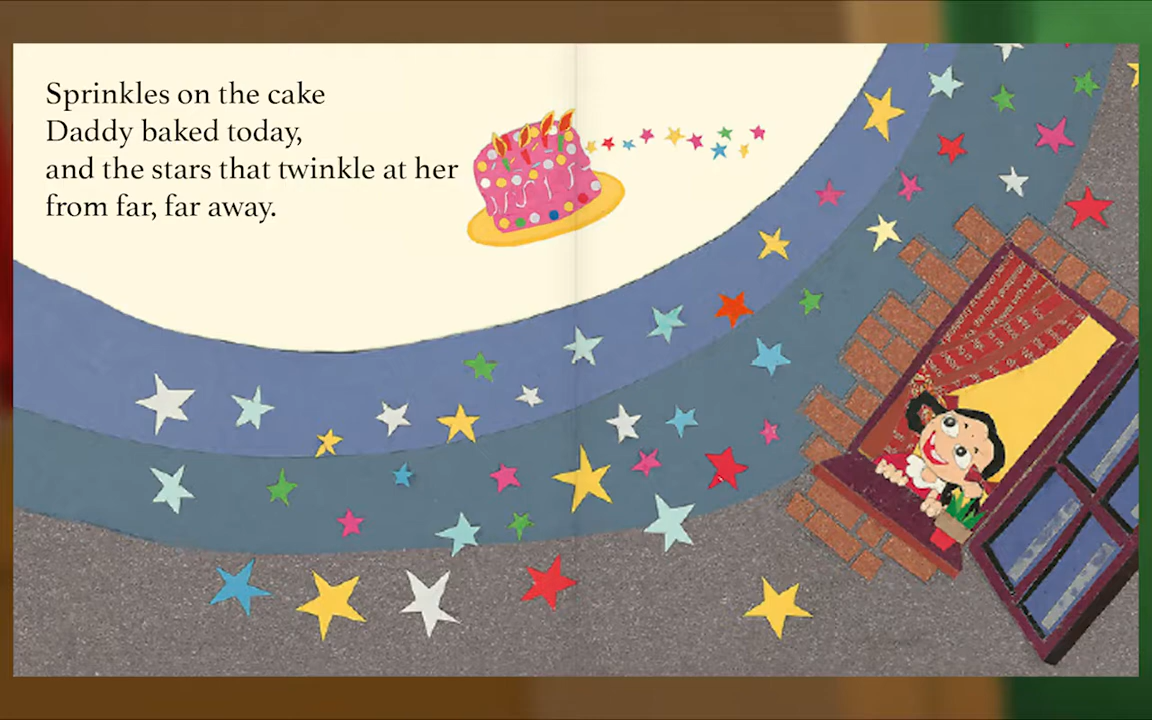 Sprinkles on the cake
Daddy baked today,
and the stars that twinkle at her
from far, far away.